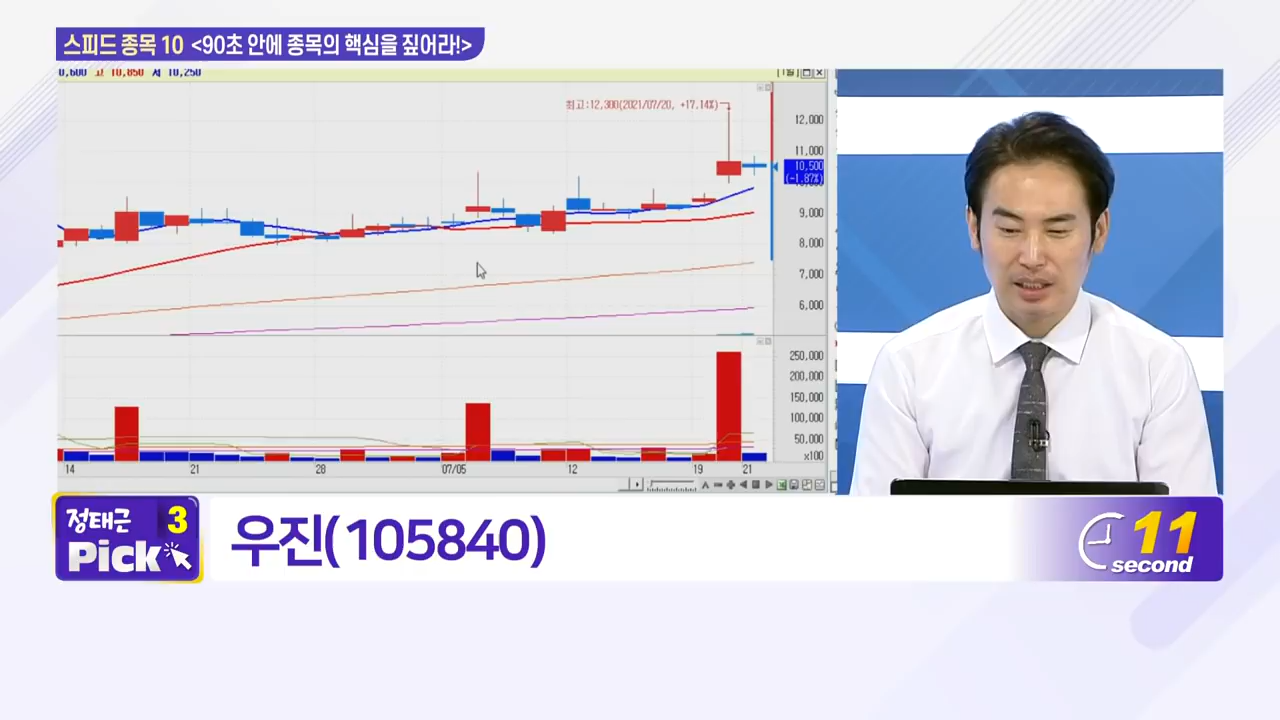 스피드 종목 10 <90초 안에 종목의 핵심을 짚어라!>
고 10,850 저 10,250
최고:12,300(2021/07/20, +17.14%)
12,000
11,000
10,500
(-1.87%)
9,000
8,000
7,000
6,000
250,000
200,000
150,000
100,000
50,000
x100
14 21 28 07/05 12 19 21
정태근 3
Pick
우진(105840)
11
second